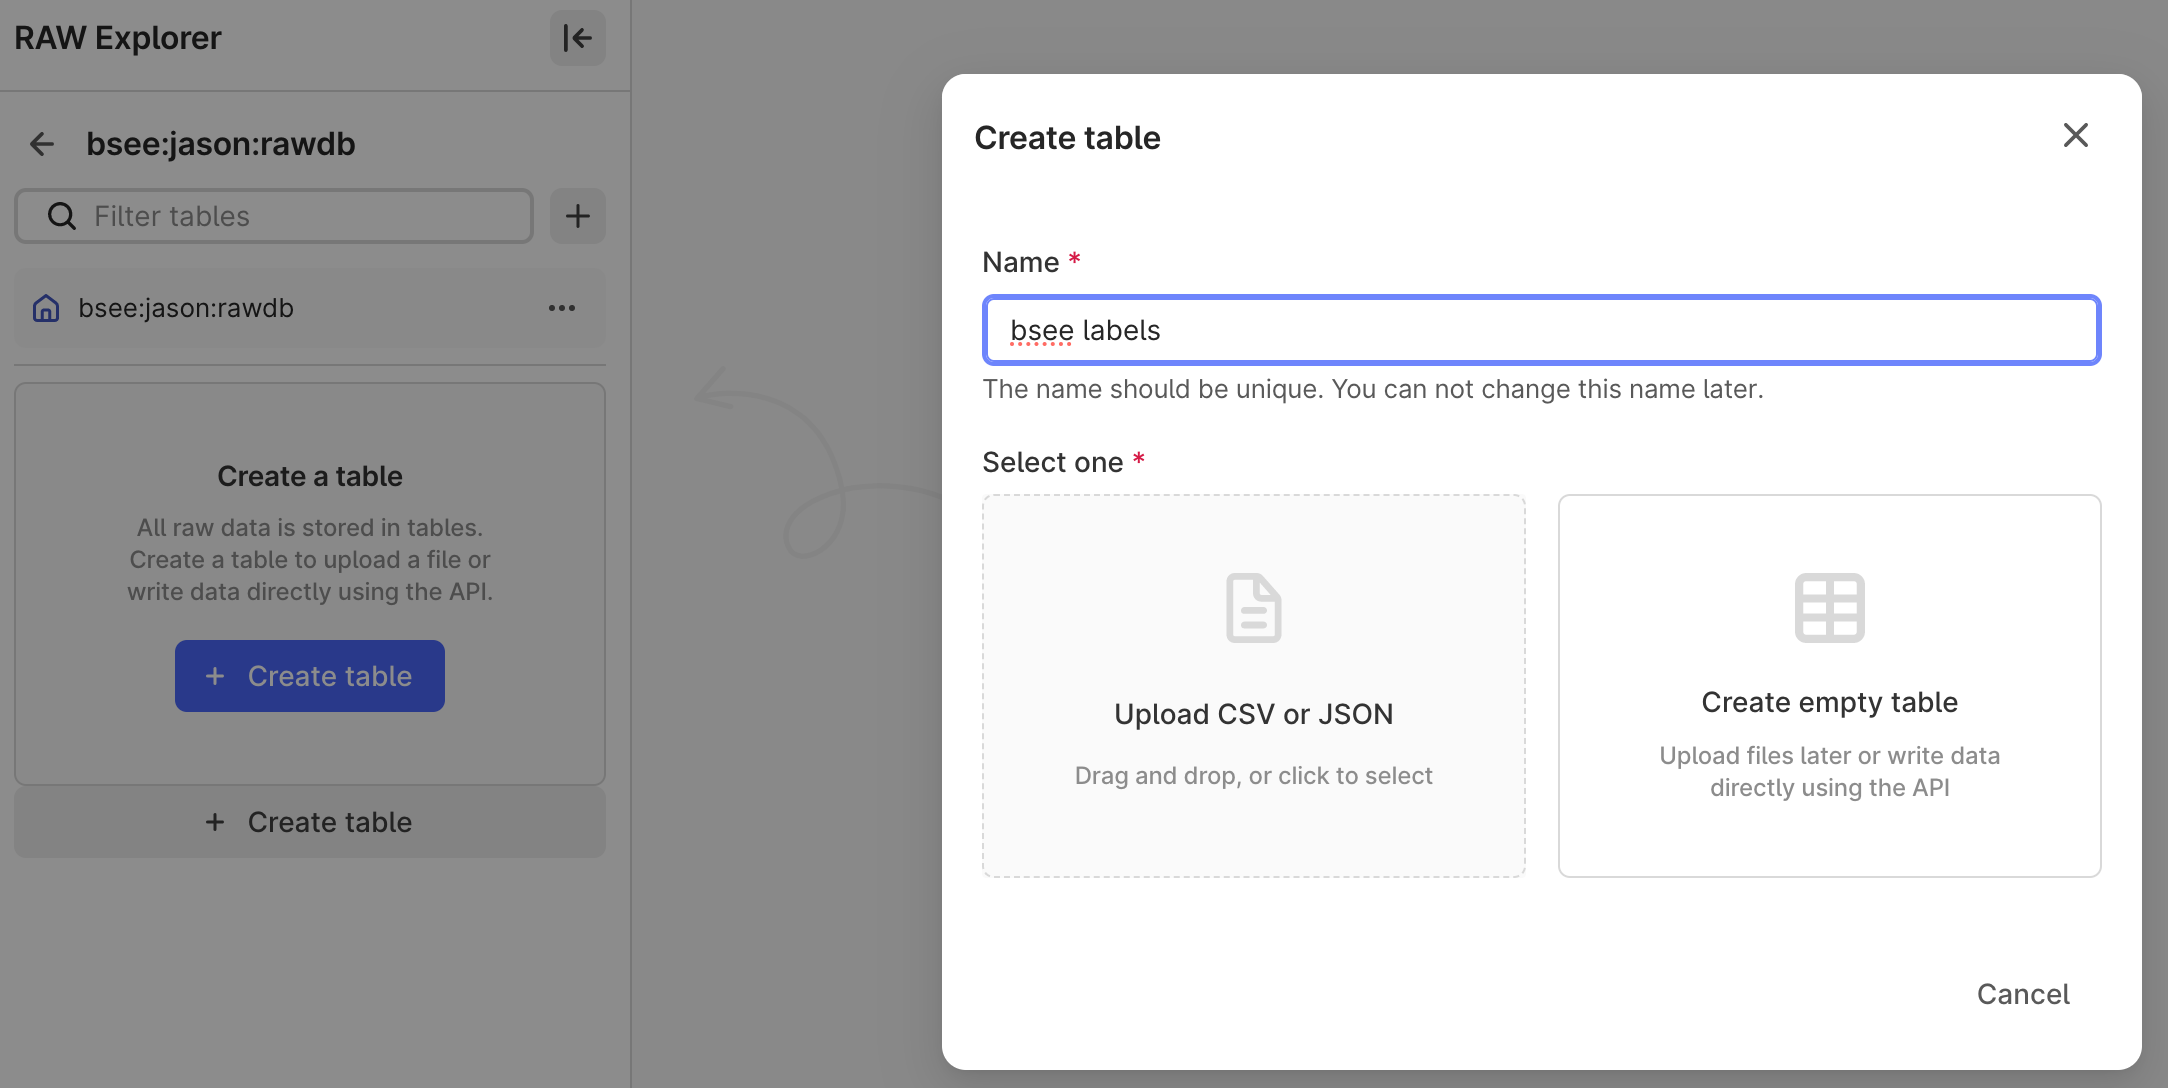 RAW Explorer
bsee:jason:rawdb
Filter tables
bsee:jason:rawdb
Create a table
All raw data is stored in tables.
Create a table to upload a file or
write data directly using the API.
+ Create table
+ Create table
Create table
Name *
bsee labels
The name should be unique. You can not change this name later.
Select one *
Upload CSV or JSON
Drag and drop, or click to select
Create empty table
Upload files later or write data
directly using the API
Cancel